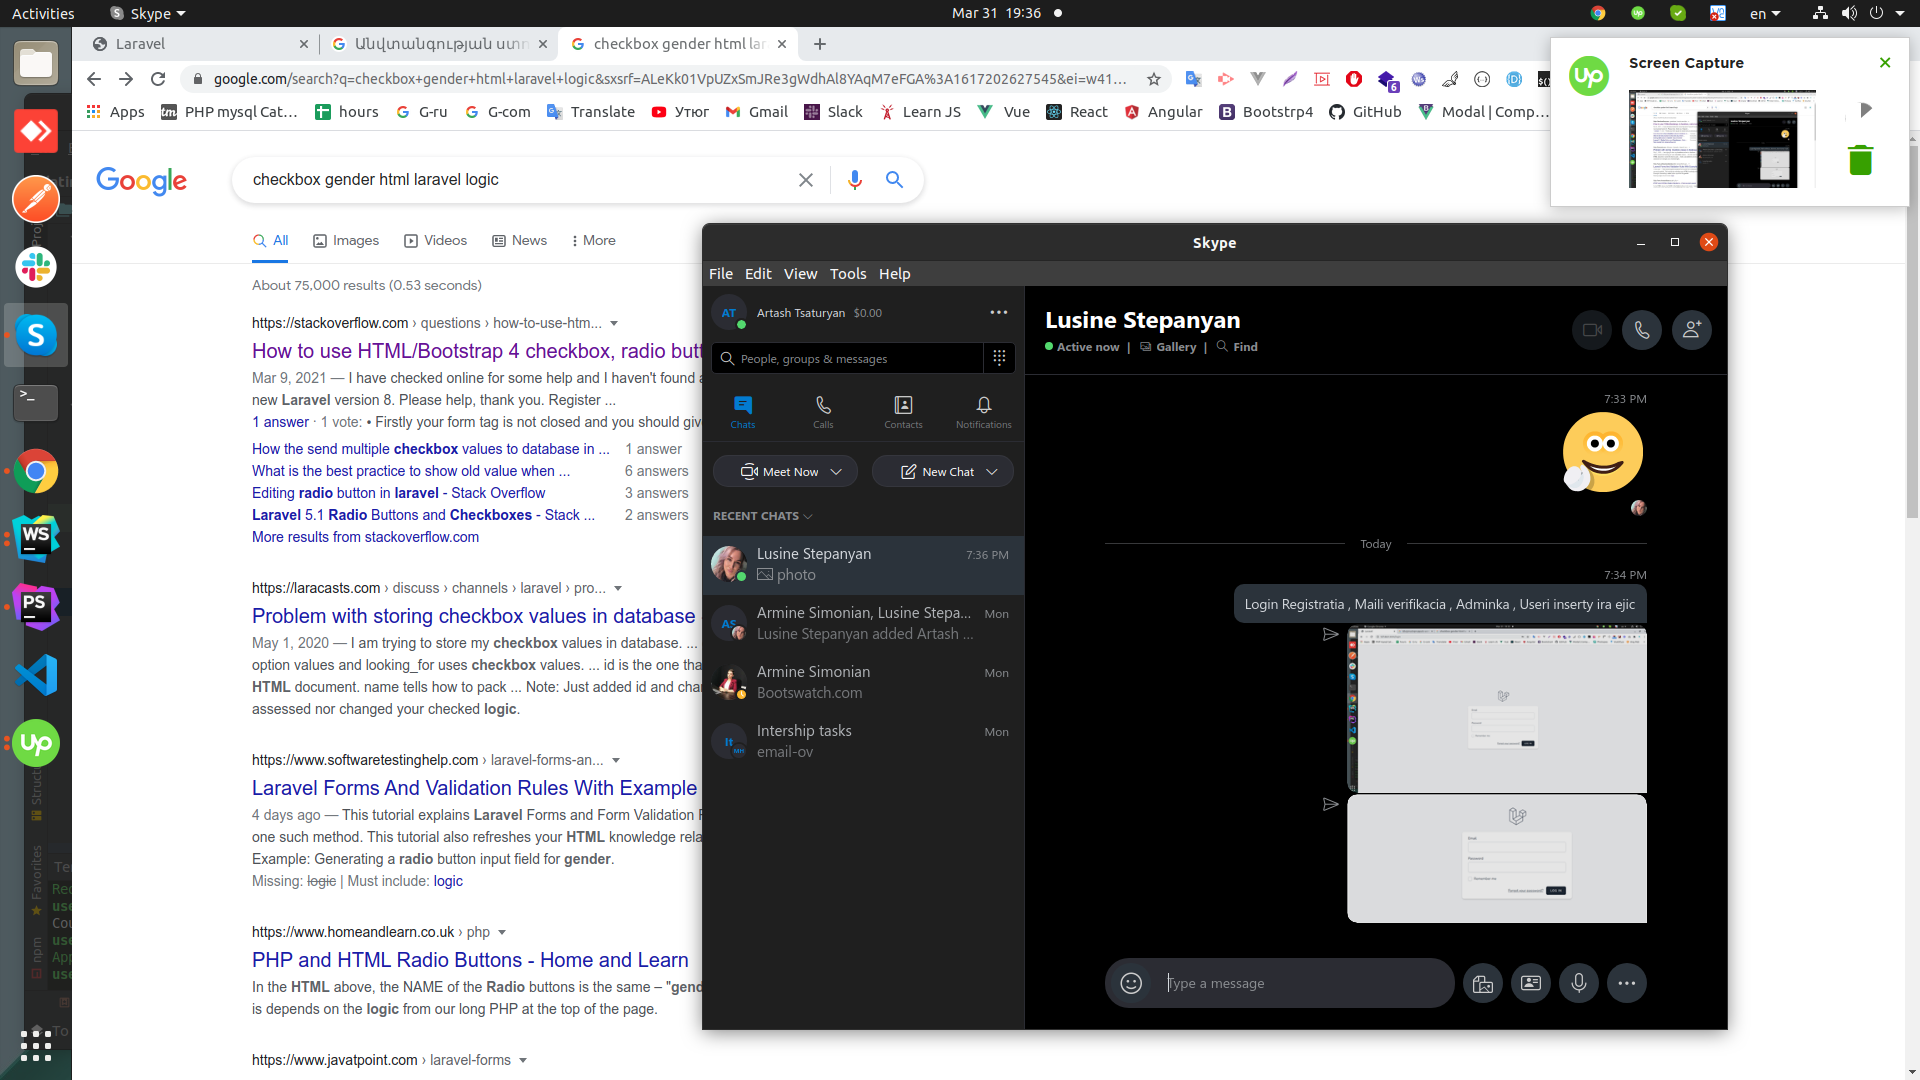 Activities
Skype
Mar 31 19:36
en
Laravel
Անվտանգության ստո
checkbox gender html lar
google.com/search?q=checkbox+gender+html+laravel+logic&sxsrf=ALeKk01VpUZxSmJRe3gWdhAl8YAqM7eFGA%3A1617202627545&ei=w41...
Apps
PHP mysql Cat...
hours
G-ru
G-com
Translate
Утюг
Gmail
Slack
Learn JS
Vue
React
Angular
Bootstrp4
GitHub
Modal | Comp...
Screen Capture
Google
checkbox gender html laravel logic
All
Images
Videos
News
More
About 75,000 results (0.53 seconds)
https://stackoverflow.com › questions › how-to-use-htm...
How to use HTML/Bootstrap 4 checkbox, radio butt
Mar 9, 2021 — I have checked online for some help and I haven't found a
new Laravel version 8. Please help, thank you. Register ...
1 answer · 1 vote: • Firstly your form tag is not closed and you should giv
How the send multiple checkbox values to database in ... 1 answer
What is the best practice to show old value when ... 6 answers
Editing radio button in laravel - Stack Overflow 3 answers
Laravel 5.1 Radio Buttons and Checkboxes - Stack ... 2 answers
More results from stackoverflow.com
https://laracasts.com › discuss › channels › laravel › pro...
Problem with storing checkbox values in database
May 1, 2020 — I am trying to store my checkbox values in database. ...
option values and looking_for uses checkbox values. ... id is the one tha
HTML document. name tells how to pack ... Note: Just added id and cha
assessed nor changed your checked logic.
https://www.softwaretestinghelp.com › laravel-forms-an...
Laravel Forms And Validation Rules With Example
4 days ago — This tutorial explains Laravel Forms and Form Validation R
one such method. This tutorial also refreshes your HTML knowledge rela
Example: Generating a radio button input field for gender.
Missing: logic | Must include: logic
https://www.homeandlearn.co.uk › php
PHP and HTML Radio Buttons - Home and Learn
In the HTML above, the NAME of the Radio buttons is the same – "gend
is depends on the logic from our long PHP at the top of the page.
https://www.javatpoint.com › laravel-forms
Skype
File Edit View Tools Help
AT
Artash Tsaturyan $0.00
People, groups & messages
Chats
Calls
Contacts
Notifications
Meet Now
New Chat
RECENT CHATS
Lusine Stepanyan 7:36 PM
photo
Armine Simonian, Lusine Stepa... Mon
Lusine Stepanyan added Artash ...
Armine Simonian Mon
Bootswatch.com
Intership tasks Mon
email-ov
Lusine Stepanyan
Active now | Gallery | Find
7:33 PM
Today
7:34 PM
Login Registratia , Maili verifikacia , Adminka , Useri inserty ira ejic
Type a message